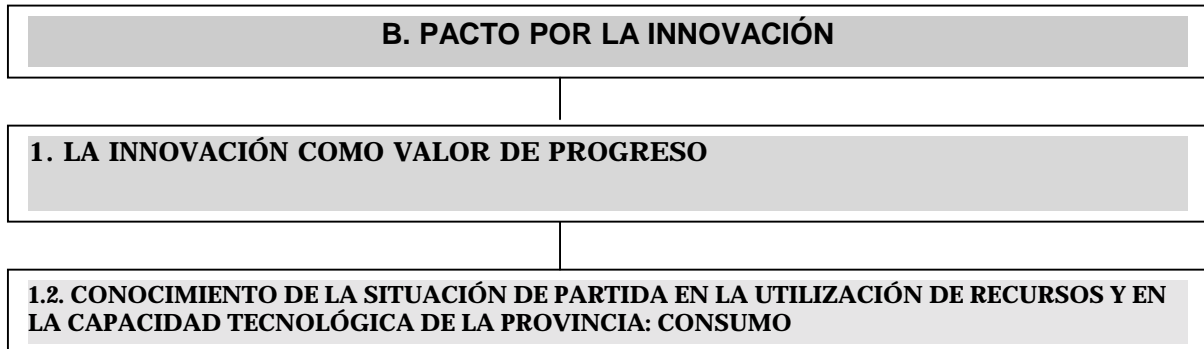 B. PACTO POR LA INNOVACIÓN
1. LA INNOVACIÓN COMO VALOR DE PROGRESO
1.2. CONOCIMIENTO DE LA SITUACIÓN DE PARTIDA EN LA UTILIZACIÓN DE RECURSOS Y EN
LA CAPACIDAD TECNOLÓGICA DE LA PROVINCIA: CONSUMO